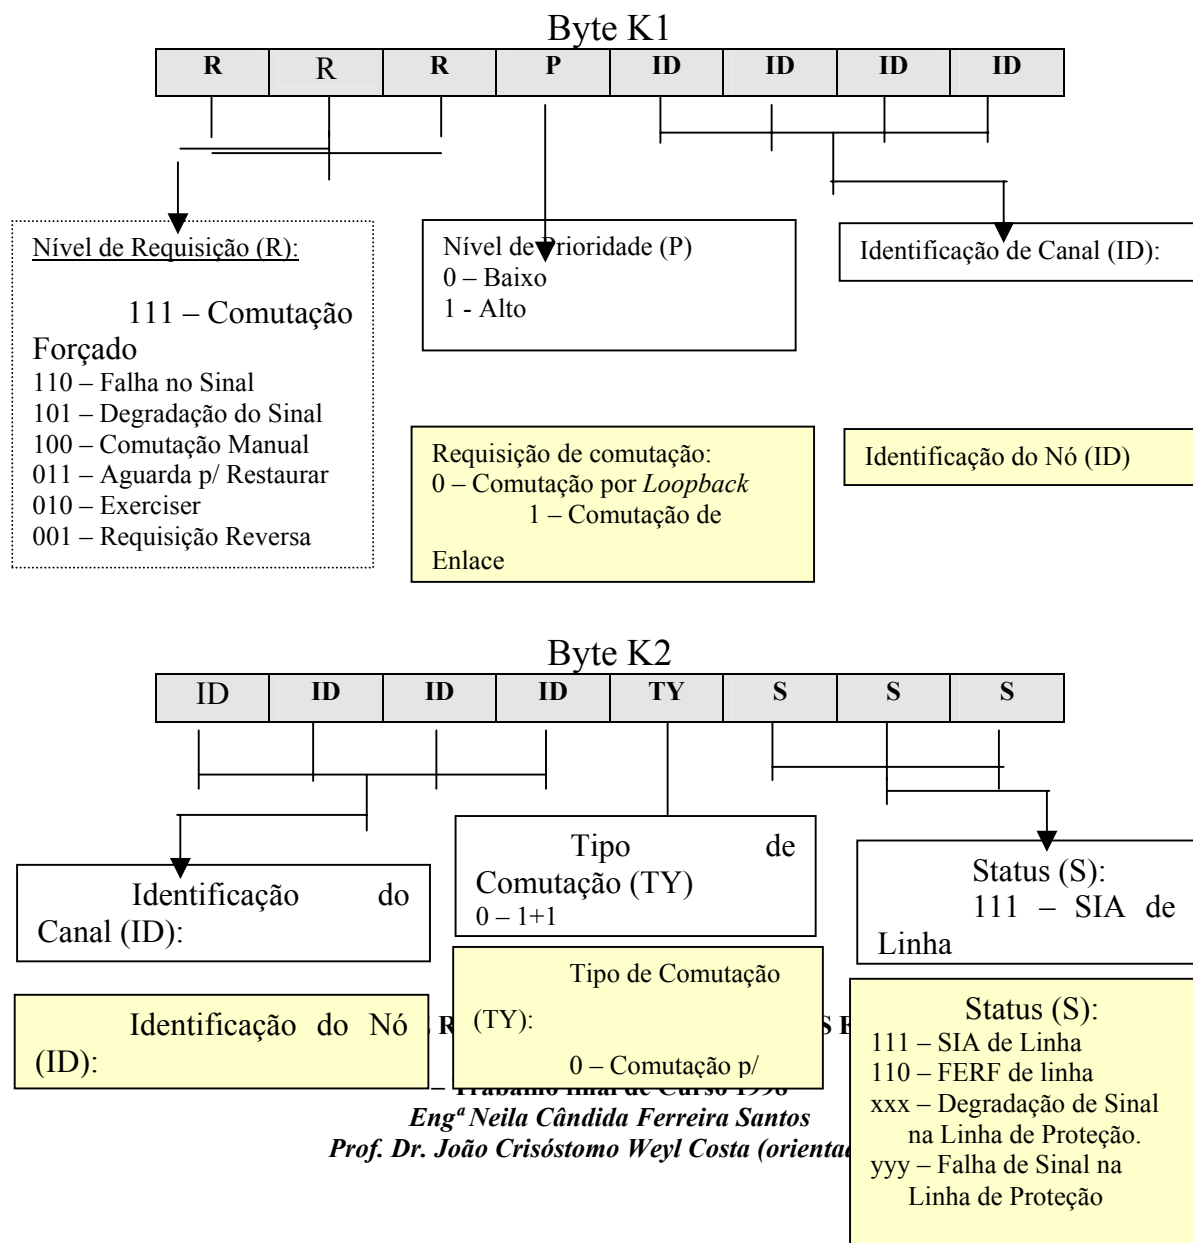 Byte K1
R R R P ID ID ID ID
Nível de Requisição (R):
111 – Comutação
Forçado
110 – Falha no Sinal
101 – Degradação do Sinal
100 – Comutação Manual
011 – Aguarda p/ Restaurar
010 – Exerciser
001 – Requisição Reversa
Nível de Prioridade (P)
0 – Baixo
1 - Alto
Identificação de Canal (ID):
Requisição de comutação:
0 – Comutação por Loopback
1 – Comutação de
Enlace
Identificação do Nó (ID)
Byte K2
ID ID ID ID TY S S S
Identificação do
Canal (ID):
Tipo de
Comutação (TY)
0 – 1+1
Status (S):
111 – SIA de
Linha
Identificação do Nó
(ID):
Tipo de Comutação
(TY):
0 – Comutação p/
Status (S):
111 – SIA de Linha
110 – FERF de linha
xxx – Degradação de Sinal
na Linha de Proteção.
yyy – Falha de Sinal na
Linha de Proteção
R S E
– Trabalho final de Curso 1998
Engª Neila Cândida Ferreira Santos
Prof. Dr. João Crisóstomo Weyl Costa (orientad